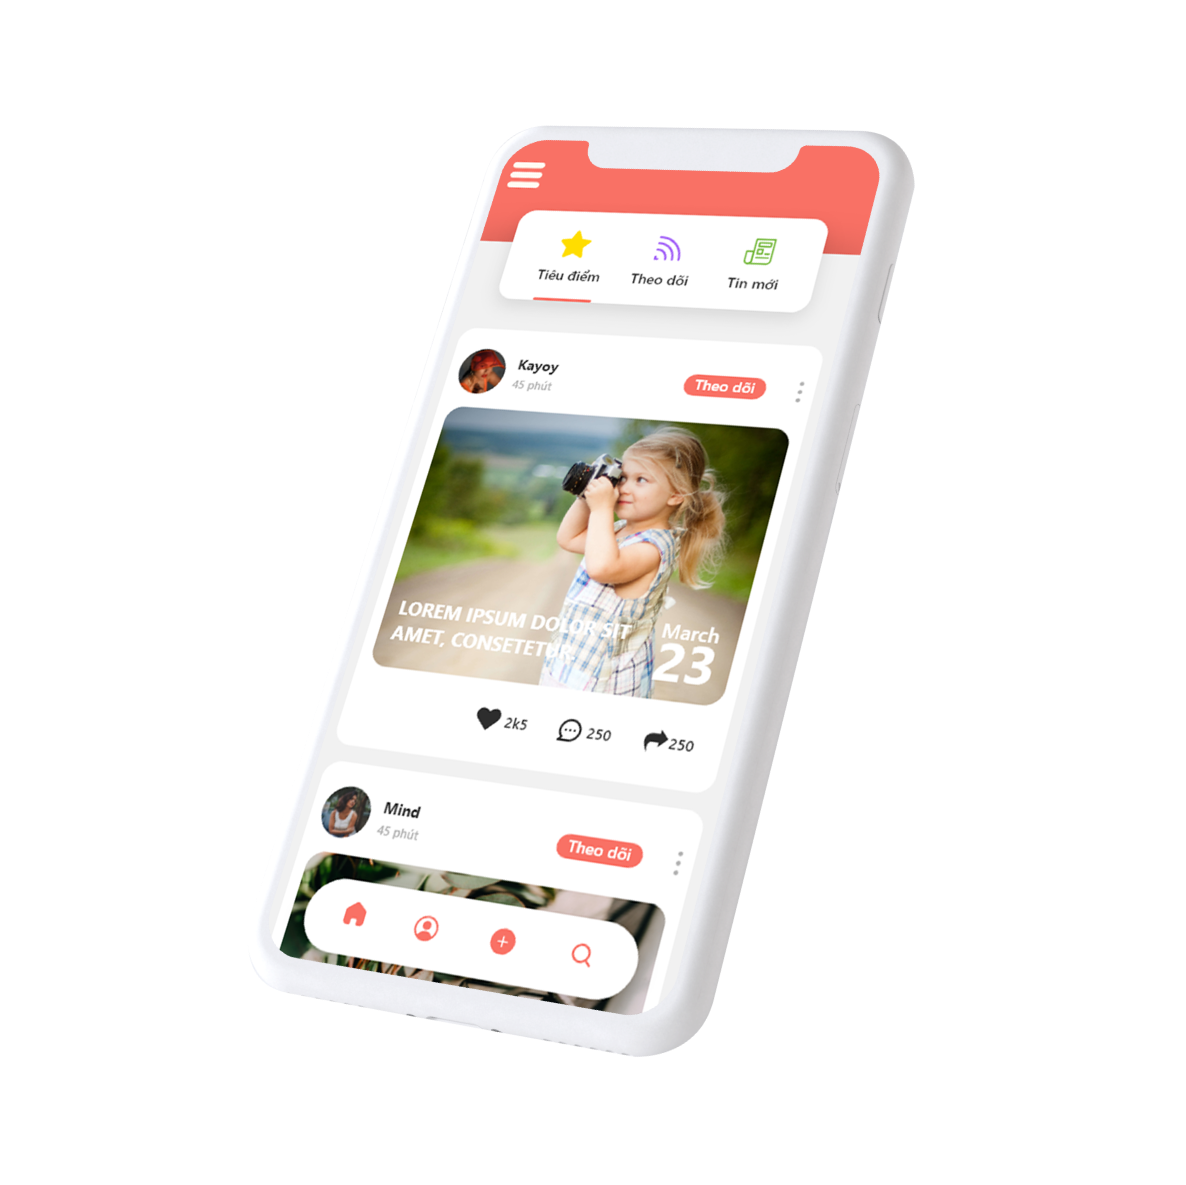 Tiêu điểm
Theo dõi
Tin mới
Kayoy
45 phút
Theo dõi
LOREM IPSUM DOLOR SIT
AMET, CONSETETUR
March
23
2k5
250
250
Mind
45 phút
Theo dõi